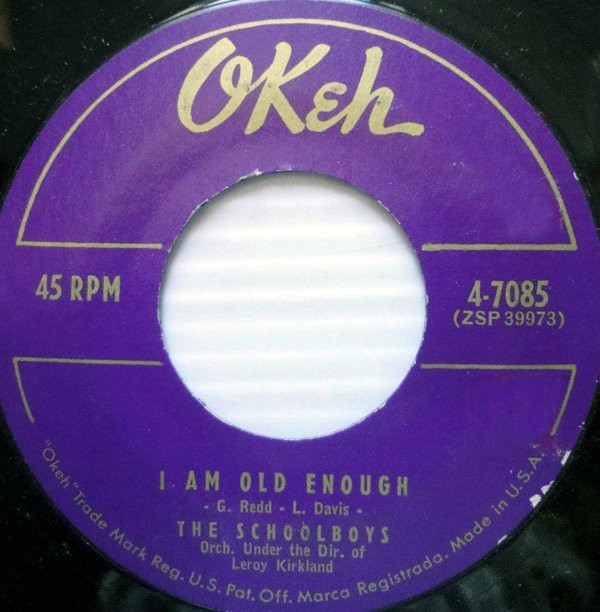 OKeh
45 RPM
4-7085
(ZSP 39973)
I AM OLD ENOUGH
- G. Redd - L. Davis -
THE SCHOOLBOYS
Orch. Under the Dir. of
Leroy Kirkland
"Okeh" Trade Mark Reg. U.S. Pat. Off. Marca Registrada. Made in U.S.A.